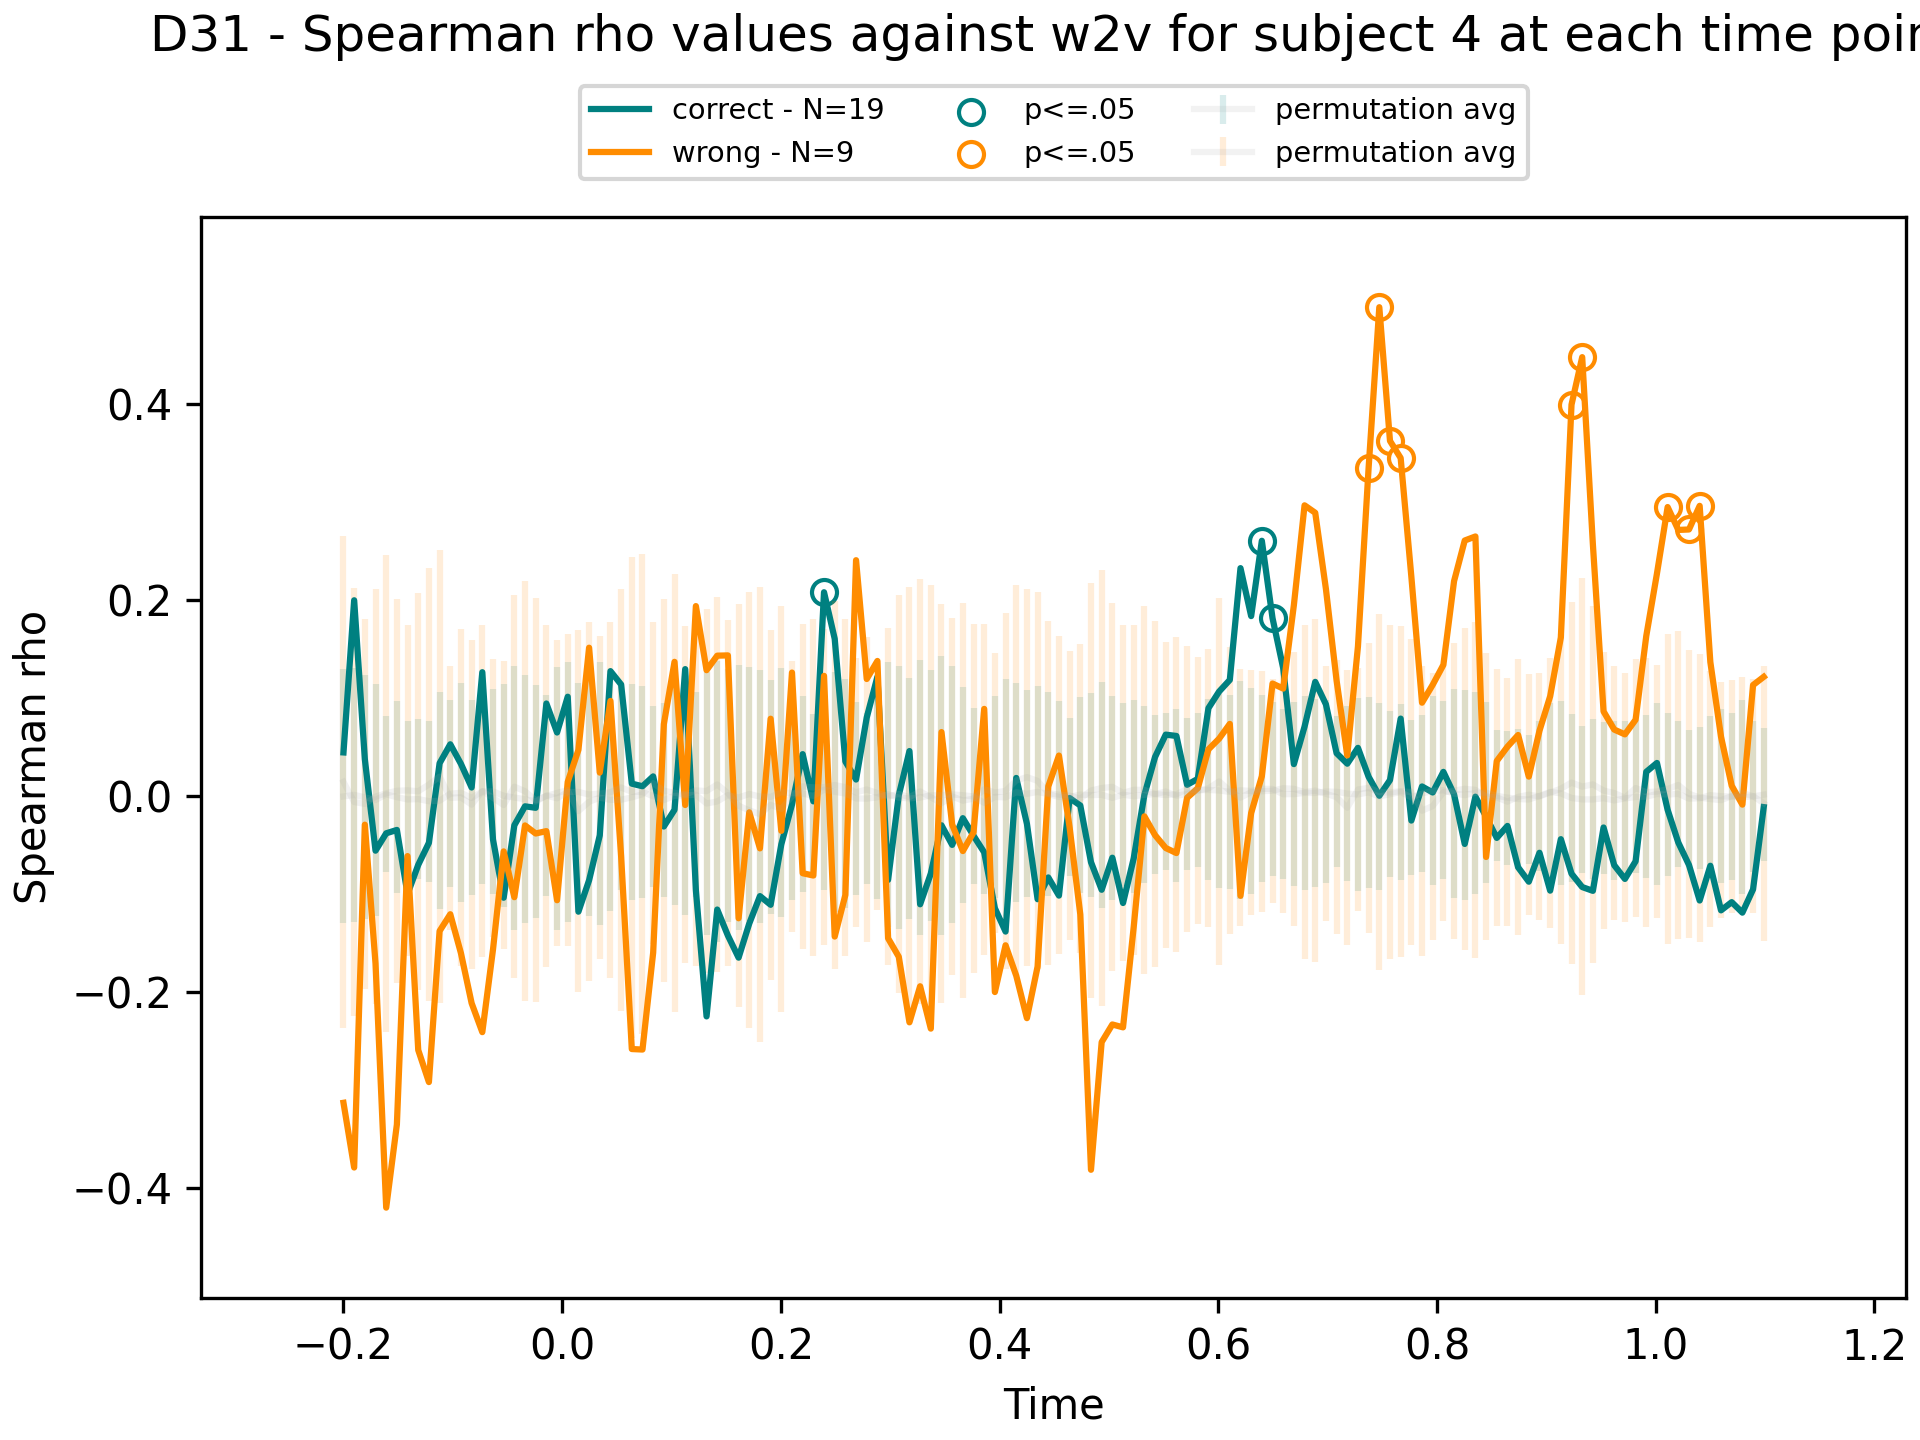 D31 - Spearman rho values against w2v for subject 4 at each time poin
correct - N=19
wrong - N=9
p<=.05
p<=.05
permutation avg
permutation avg
Spearman rho
0.4
0.2
0.0
−0.2
−0.4
−0.2 0.0 0.2 0.4 0.6 0.8 1.0 1.2
Time